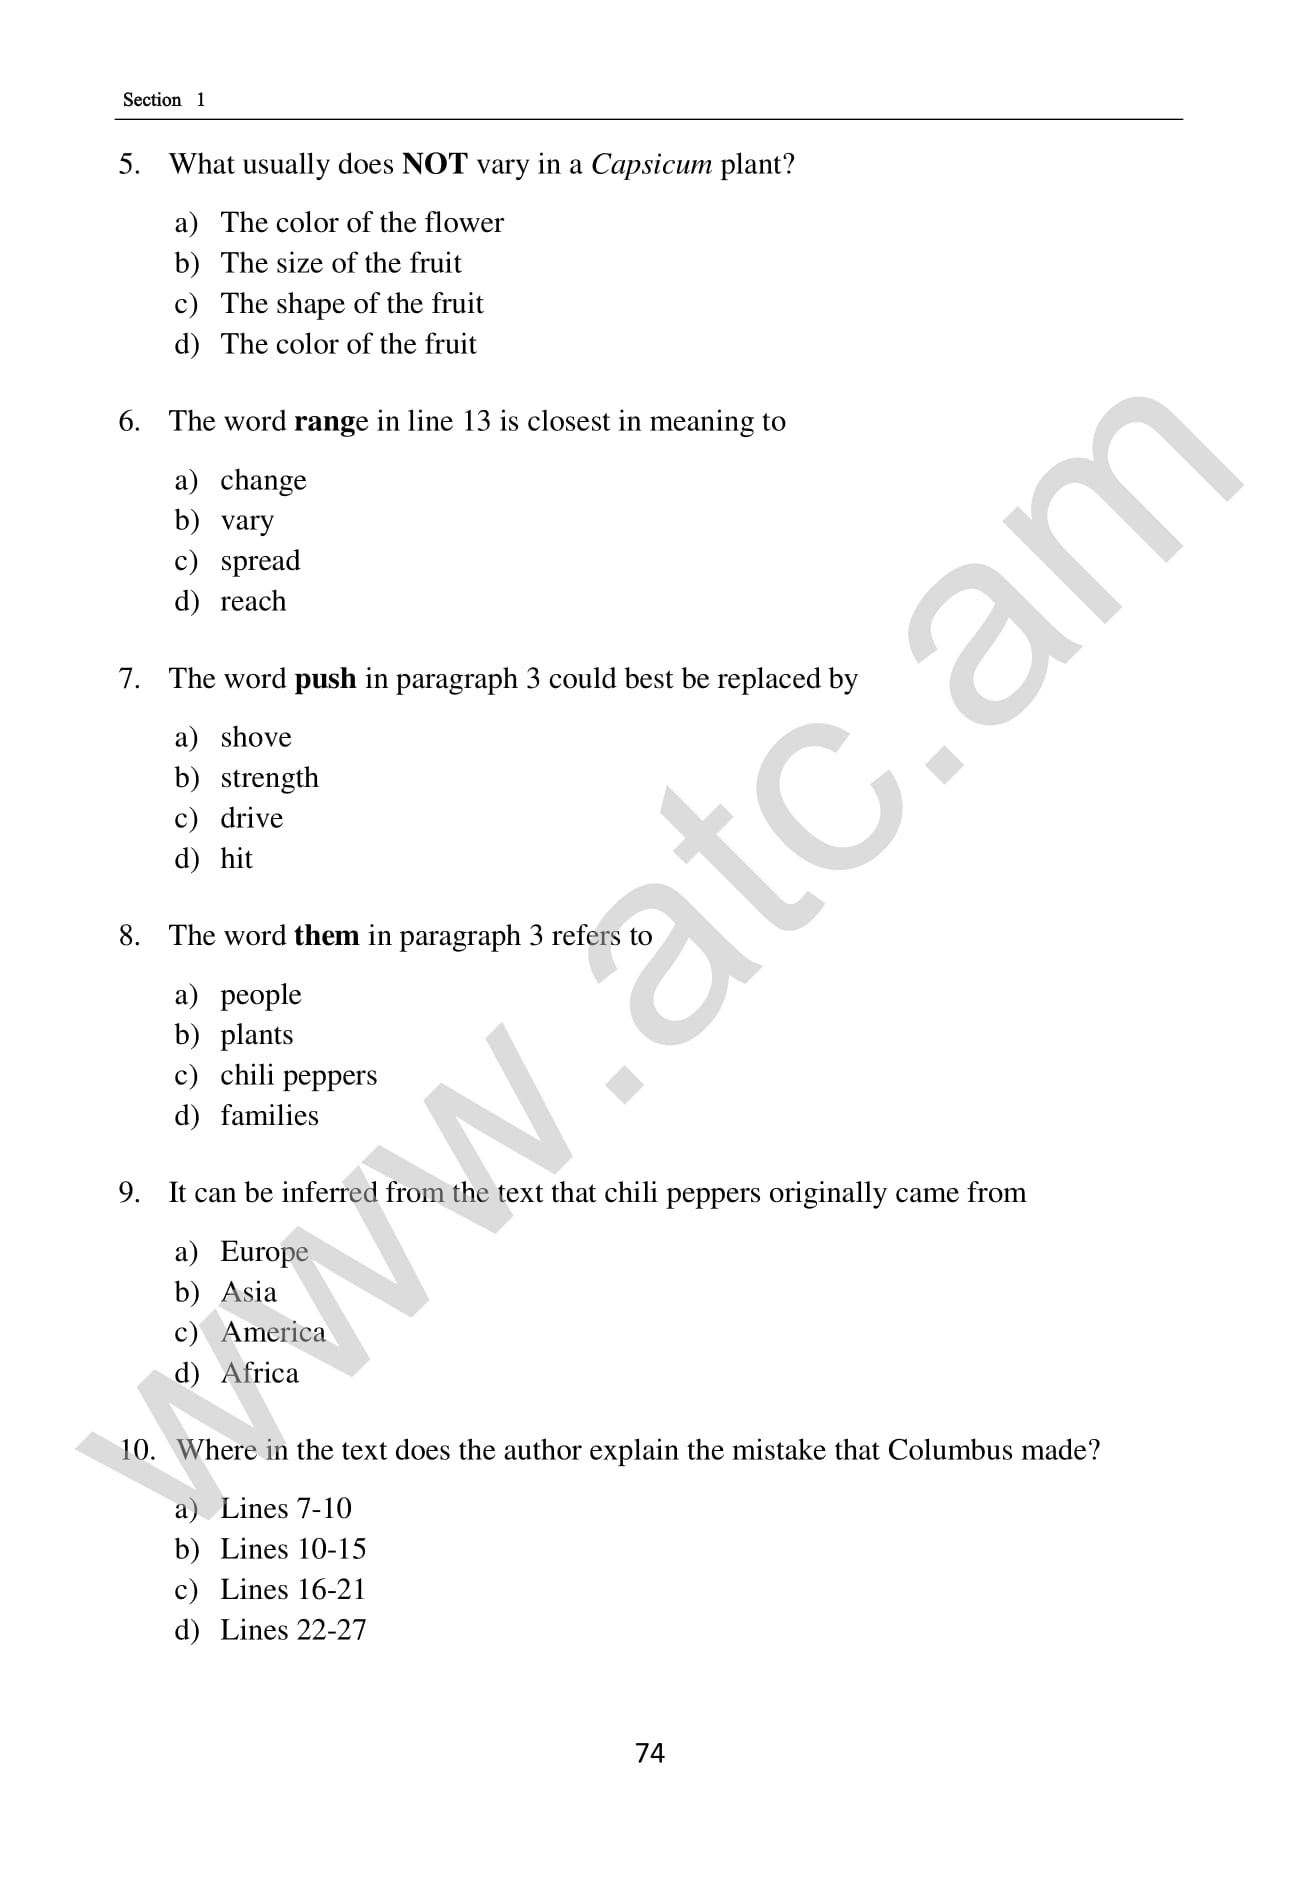 Section 1
5. What usually does NOT vary in a Capsicum plant?
a) The color of the flower
b) The size of the fruit
c) The shape of the fruit
d) The color of the fruit
6. The word range in line 13 is closest in meaning to
a) change
b) vary
c) spread
d) reach
7. The word push in paragraph 3 could best be replaced by
a) shove
b) strength
c) drive
d) hit
8. The word them in paragraph 3 refers to
a) people
b) plants
c) chili peppers
d) families
9. It can be inferred from the text that chili peppers originally came from
a) Europe
b) Asia
c) America
d) Africa
10. Where in the text does the author explain the mistake that Columbus made?
a) Lines 7-10
b) Lines 10-15
c) Lines 16-21
d) Lines 22-27
74
www.atc.am